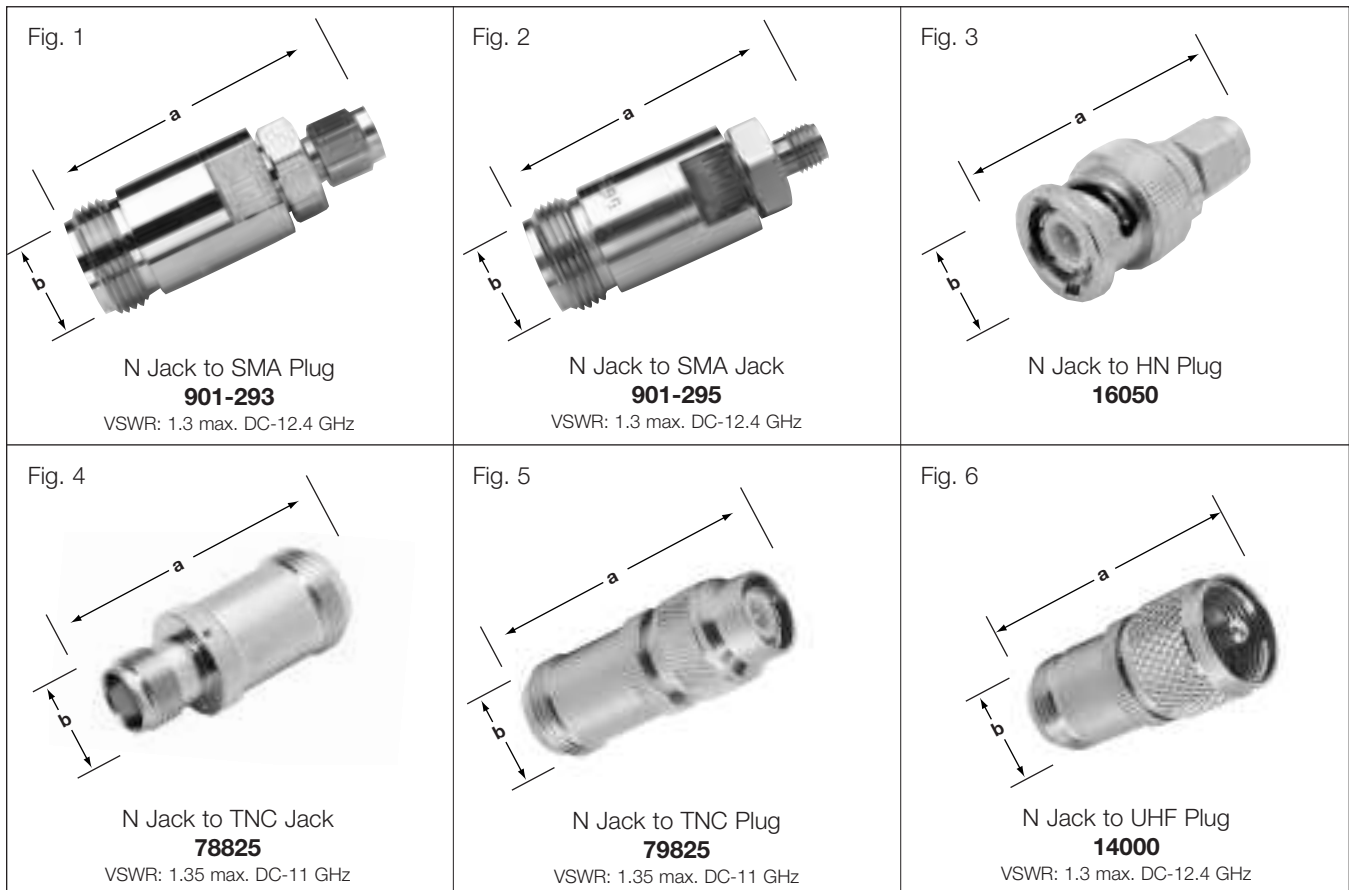 Fig. 1
a
b
N Jack to SMA Plug
901-293
VSWR: 1.3 max. DC-12.4 GHz
Fig. 2
a
b
N Jack to SMA Jack
901-295
VSWR: 1.3 max. DC-12.4 GHz
Fig. 3
a
b
N Jack to HN Plug
16050
Fig. 4
a
b
N Jack to TNC Jack
78825
VSWR: 1.35 max. DC-11 GHz
Fig. 5
a
b
N Jack to TNC Plug
79825
VSWR: 1.35 max. DC-11 GHz
Fig. 6
a
b
N Jack to UHF Plug
14000
VSWR: 1.3 max. DC-12.4 GHz